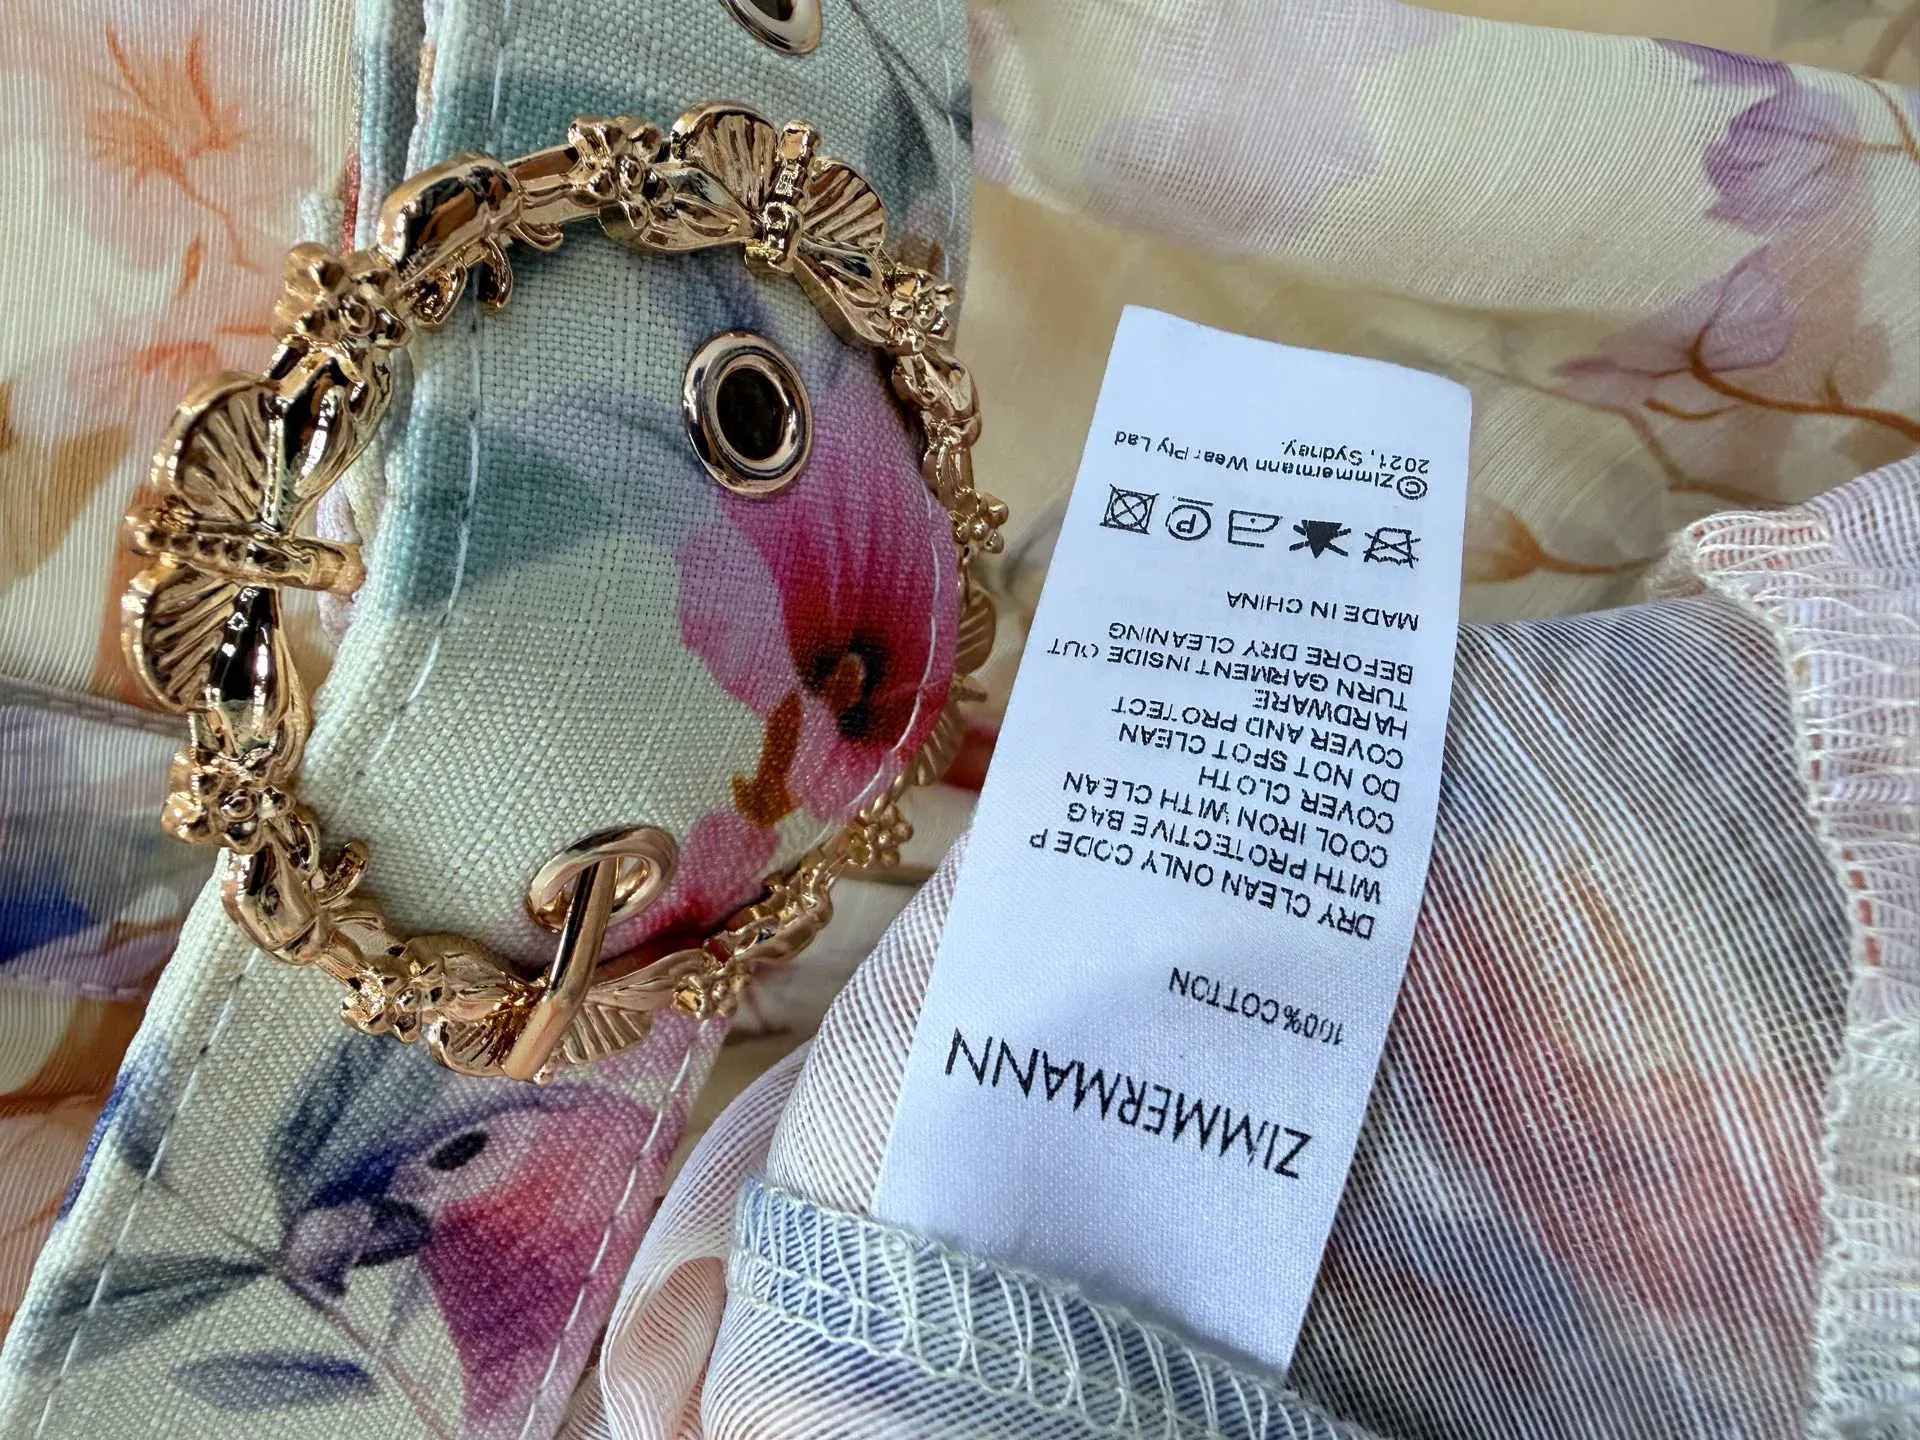 ZIMMERMANN
100%COTTON
DRY CLEAN ONLY CODE P
WITH PROTECTIVE BAG
COOL IRON WITH CLEAN
COVER CLOTH
DO NOT SPOT CLEAN
COVER AND PROTECT
HARDWARE
TURN GARMENT INSIDE OUT
BEFORE DRY CLEANING
MADE IN CHINA
P
©Zimmermann Wear Pty Lad
2021, Sydney.